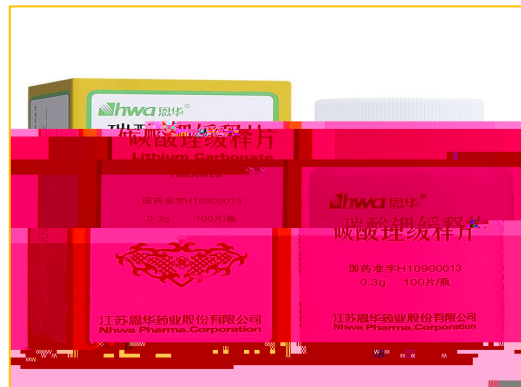 Nhwa 恩华®
碳酸锂缓释片
Lithium Carbonate
Tablets
国药准字H10900013
0.3g 100片/瓶
江苏恩华药业股份有限公司
Nhwa Pharma.Corporation
Nhwa 恩华®
碳酸锂缓释片
国药准字H10900013
0.3g 100片/瓶
江苏恩华药业股份有限公司
Nhwa Pharma.Corporation